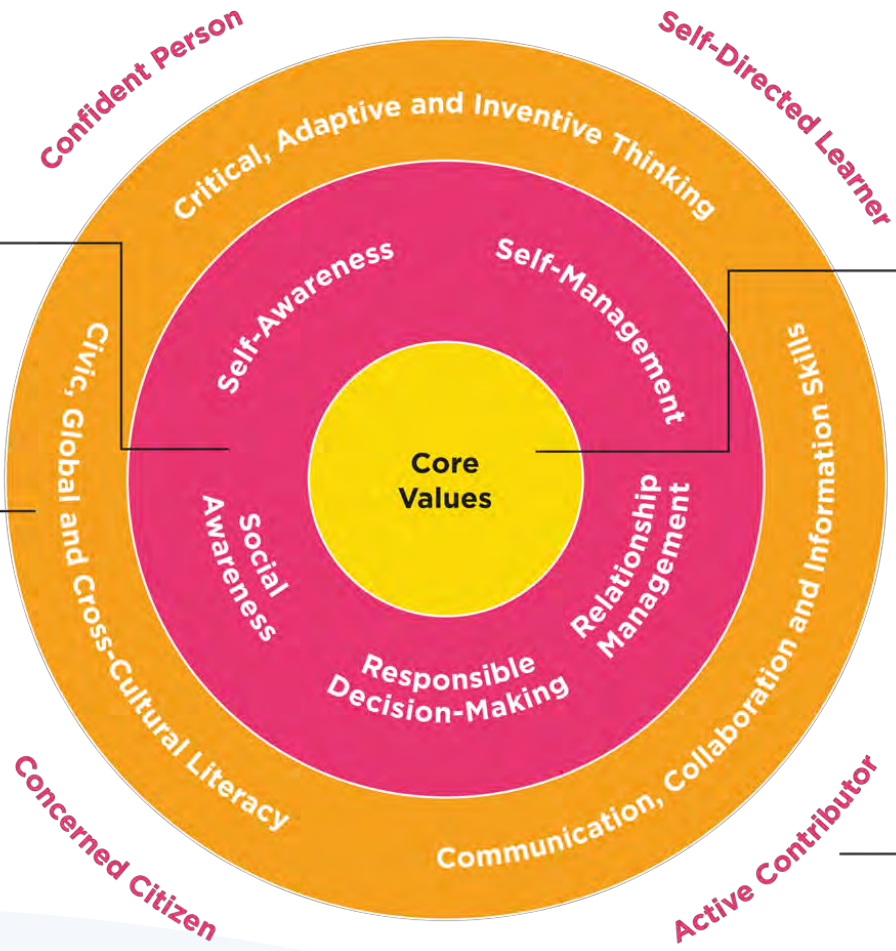 Confident Person
Self-Directed Learner
Critical, Adaptive and Inventive Thinking
Self-Awareness
Self-Management
Civic, Global and Cross-Cultural Literacy
Communication, Collaboration and Information Skills
Core
Values
Social
Awareness
Relationship
Management
Responsible
Decision-Making
Concerned Citizen
Active Contributor